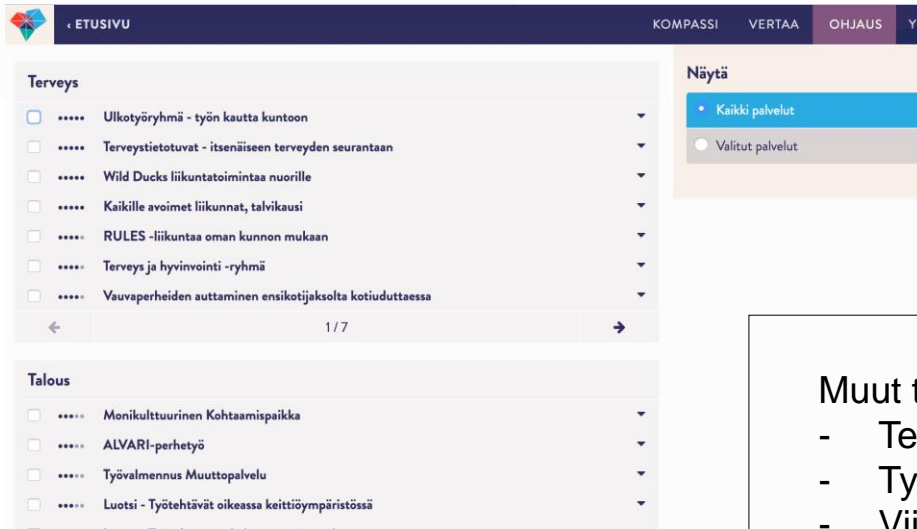 ‹ ETUSIVU
KOMPASSI VERTAA OHJAUS
Terveys
Ulkotyöryhmä - työn kautta kuntoon
Terveystietotuvat - itsenäiseen terveyden seurantaan
Wild Ducks liikuntatoimintaa nuorille
Kaikille avoimet liikunnat, talvikausi
RULES -liikuntaa oman kunnon mukaan
Terveys ja hyvinvointi -ryhmä
Vauvaperheiden auttaminen ensikotijaksolta kotiuduttaessa
1 / 7
Talous
Monikulttuurinen Kohtaamispaikka
ALVARI-perhetyö
Työvalmennus Muuttopalvelu
Luotsi - Työtehtävät oikeassa keittiöympäristössä
Näytä
Kaikki palvelut
Valitut palvelut
Muut